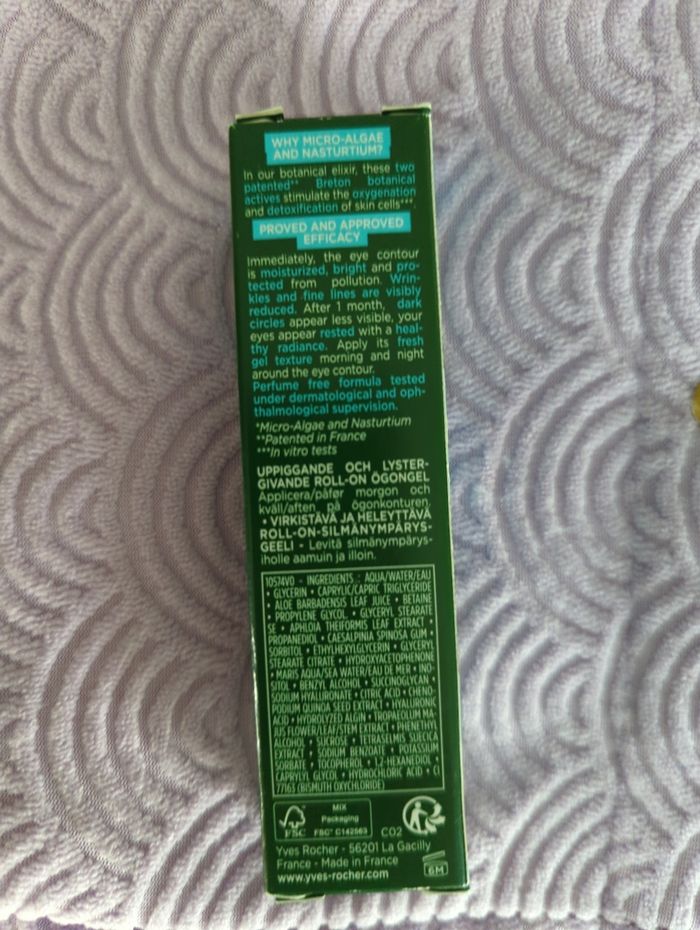 WHY MICRO-ALGAE
AND NASTURTIUM?
In our botanical elixir, these two
patented** Breton botanical
actives stimulate the oxygenation
and detoxification of skin cells***.
PROVED AND APPROVED
EFFICACY
Immediately, the eye contour
is moisturized, bright and pro-
tected from pollution. Wrin-
kles and fine lines are visibly
reduced. After 1 month, dark
circles appear less visible, your
eyes appear rested with a heal-
thy radiance. Apply its fresh
gel texture morning and night
around the eye contour.
Perfume free formula tested
under dermatological and oph-
thalmological supervision.
*Micro-Algae and Nasturtium
**Patented in France
***In vitro tests
UPPIGGANDE OCH LYSTER-
GIVANDE ROLL-ON ÖGONGEL
Applicera/påfør morgon och
kväll/aften på ögonkonturen.
• VIRKISTÄVÄ JA HELEYTTÄVÄ
ROLL-ON-SILMÄNYMPÄRYS-
GEELI - Levitä silmänympärys-
iholle aamuin ja illoin.
10574V0 - INGREDIENTS : AQUA/WATER/EAU
• GLYCERIN • CAPRYLIC/CAPRIC TRIGLYCERIDE
• ALOE BARBADENSIS LEAF JUICE • BETAINE
• PROPYLENE GLYCOL • GLYCERYL STEARATE
SE • APHLOIA THEIFORMIS LEAF EXTRACT •
PROPANEDIOL • CAESALPINIA SPINOSA GUM •
SORBITOL • ETHYLHEXYLGLYCERIN • GLYCERYL
STEARATE CITRATE • HYDROXYACETOPHENONE
• MARIS AQUA/SEA WATER/EAU DE MER • INO-
SITOL • BENZYL ALCOHOL • SUCCINOGLYCAN •
SODIUM HYALURONATE • CITRIC ACID • CHENO-
PODIUM QUINOA SEED EXTRACT • HYALURONIC
ACID • HYDROLYZED ALGIN • TROPAEOLUM MA-
JUS FLOWER/LEAF/STEM EXTRACT • PHENETHYL
ALCOHOL • SUCROSE • TETRASELMIS SUECICA
EXTRACT • SODIUM BENZOATE • POTASSIUM
SORBATE • TOCOPHEROL • 1,2-HEXANEDIOL •
CAPRYLYL GLYCOL • HYDROCHLORIC ACID • CI
77163 (BISMUTH OXYCHLORIDE)
MIX
Packaging
FSC FSC® C142563 CO2
Yves Rocher - 56201 La Gacilly
France - Made in France
www.yves-rocher.com
6M